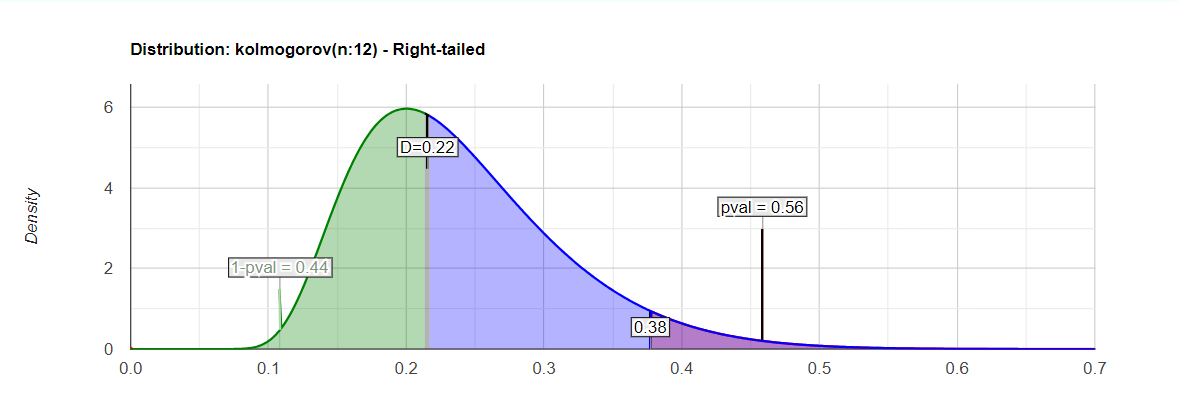 Distribution: kolmogorov(n:12) - Right-tailed
Density
6
4
2
0
D=0.22
pval = 0.56
1-pval = 0.44
0.38
0.0 0.1 0.2 0.3 0.4 0.5 0.6 0.7